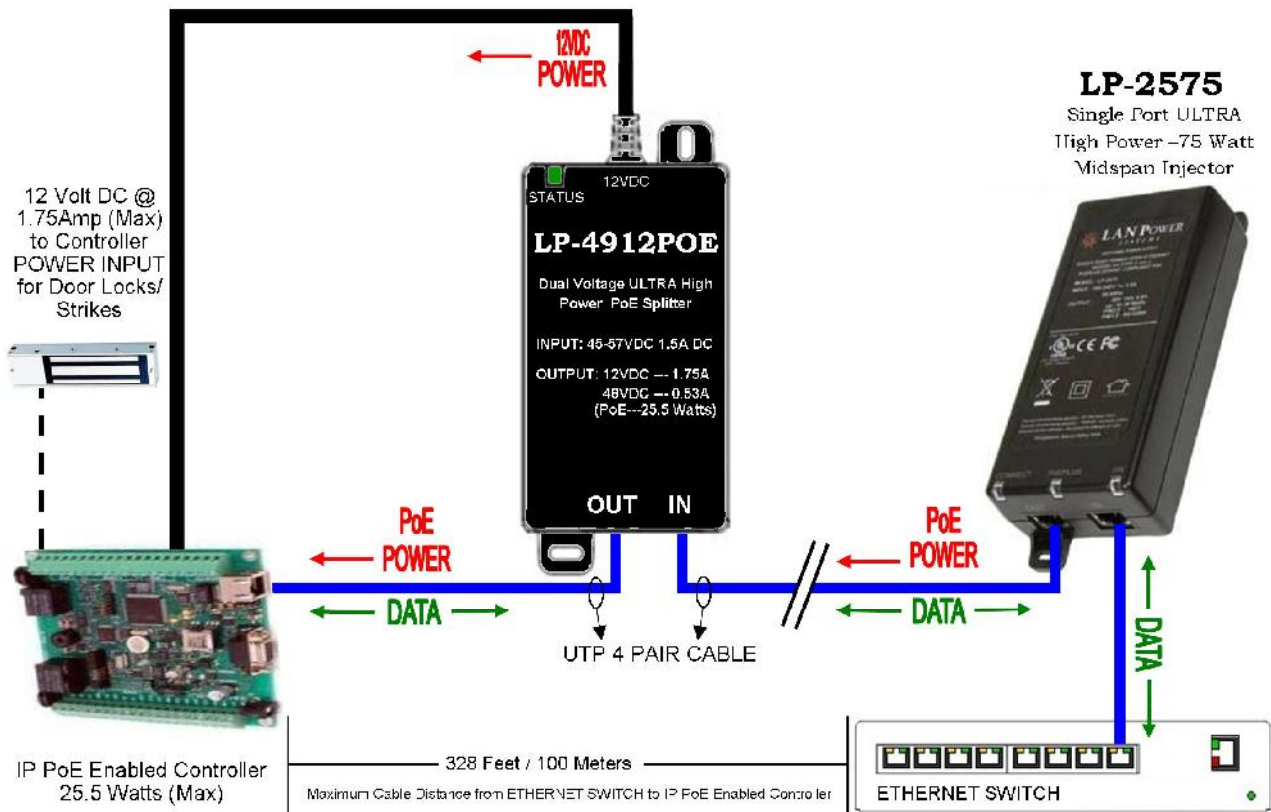 12VDC
POWER
LP-2575
Single Port ULTRA
High Power –75 Watt
Midspan Injector
12 Volt DC @
1.75Amp (Max)
to Controller
POWER INPUT
for Door Locks/
Strikes
12VDC
STATUS
LP-4912POE
Dual Voltage ULTRA High
Power PoE Splitter
INPUT: 45-57VDC 1.5A DC
OUTPUT: 12VDC --- 1.75A
48VDC --- 0.53A
(PoE---25.5 Watts)
OUT IN
LANPOWER
SYSTEMS
CONNECT
ON
PoE
POWER
DATA
PoE
POWER
DATA
UTP 4 PAIR CABLE
DATA
IP PoE Enabled Controller
25.5 Watts (Max)
328 Feet / 100 Meters
Maximum Cable Distance from ETHERNET SWITCH to IP PoE Enabled Controller
ETHERNET SWITCH